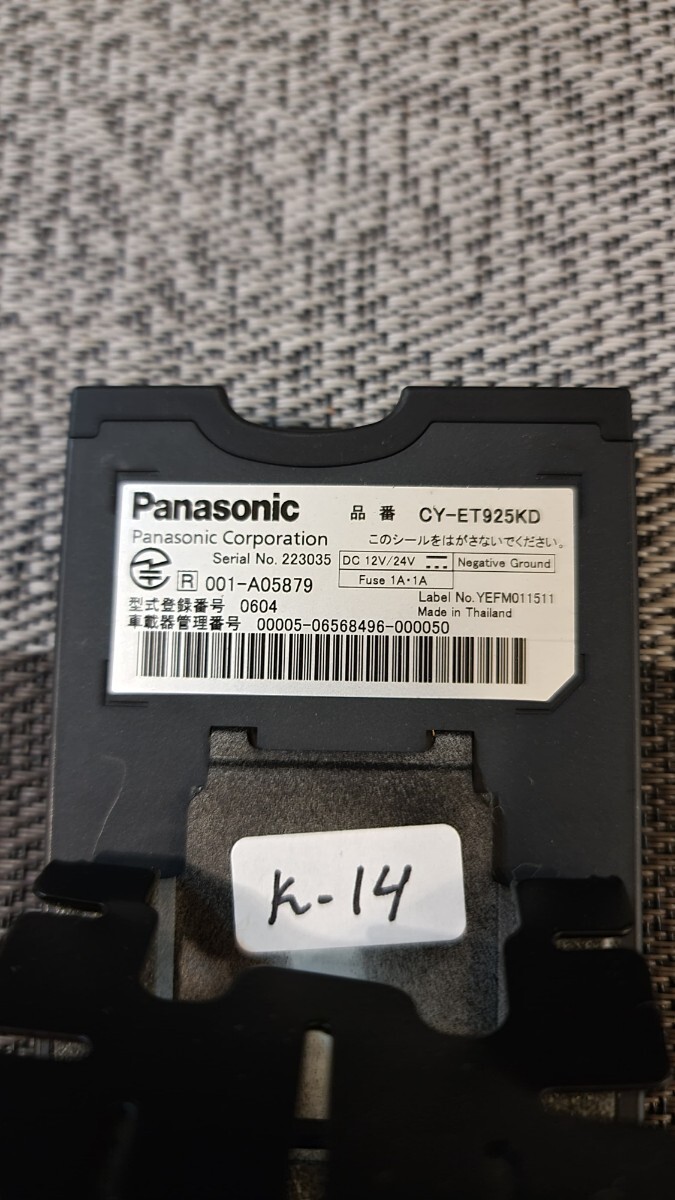 Panasonic 品番 CY-ET925KD
Panasonic Corporation このシールをはがさないでください。
Serial No. 223035 DC 12V/24V Negative Ground
R 001-A05879 Fuse 1A･1A
Label No.YEFM011511
型式登録番号 0604 Made in Thailand
車載器管理番号 00005-06568496-000050
K-14